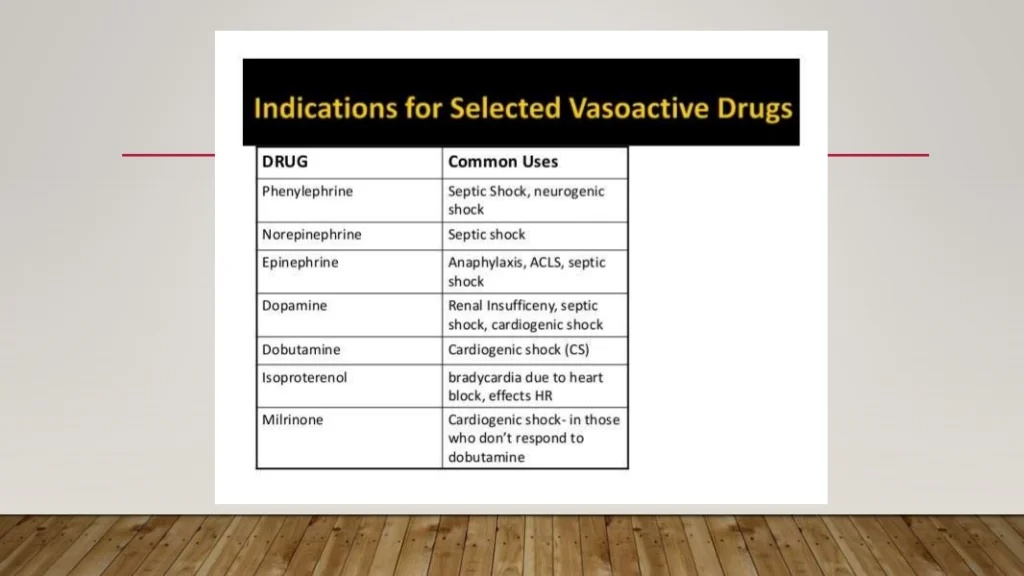 Indications for Selected Vasoactive Drugs
DRUG Common Uses
Phenylephrine Septic Shock, neurogenic
shock
Norepinephrine Septic shock
Epinephrine Anaphylaxis, ACLS, septic
shock
Dopamine Renal Insufficeny, septic
shock, cardiogenic shock
Dobutamine Cardiogenic shock (CS)
Isoproterenol bradycardia due to heart
block, effects HR
Milrinone Cardiogenic shock- in those
who don’t respond to
dobutamine